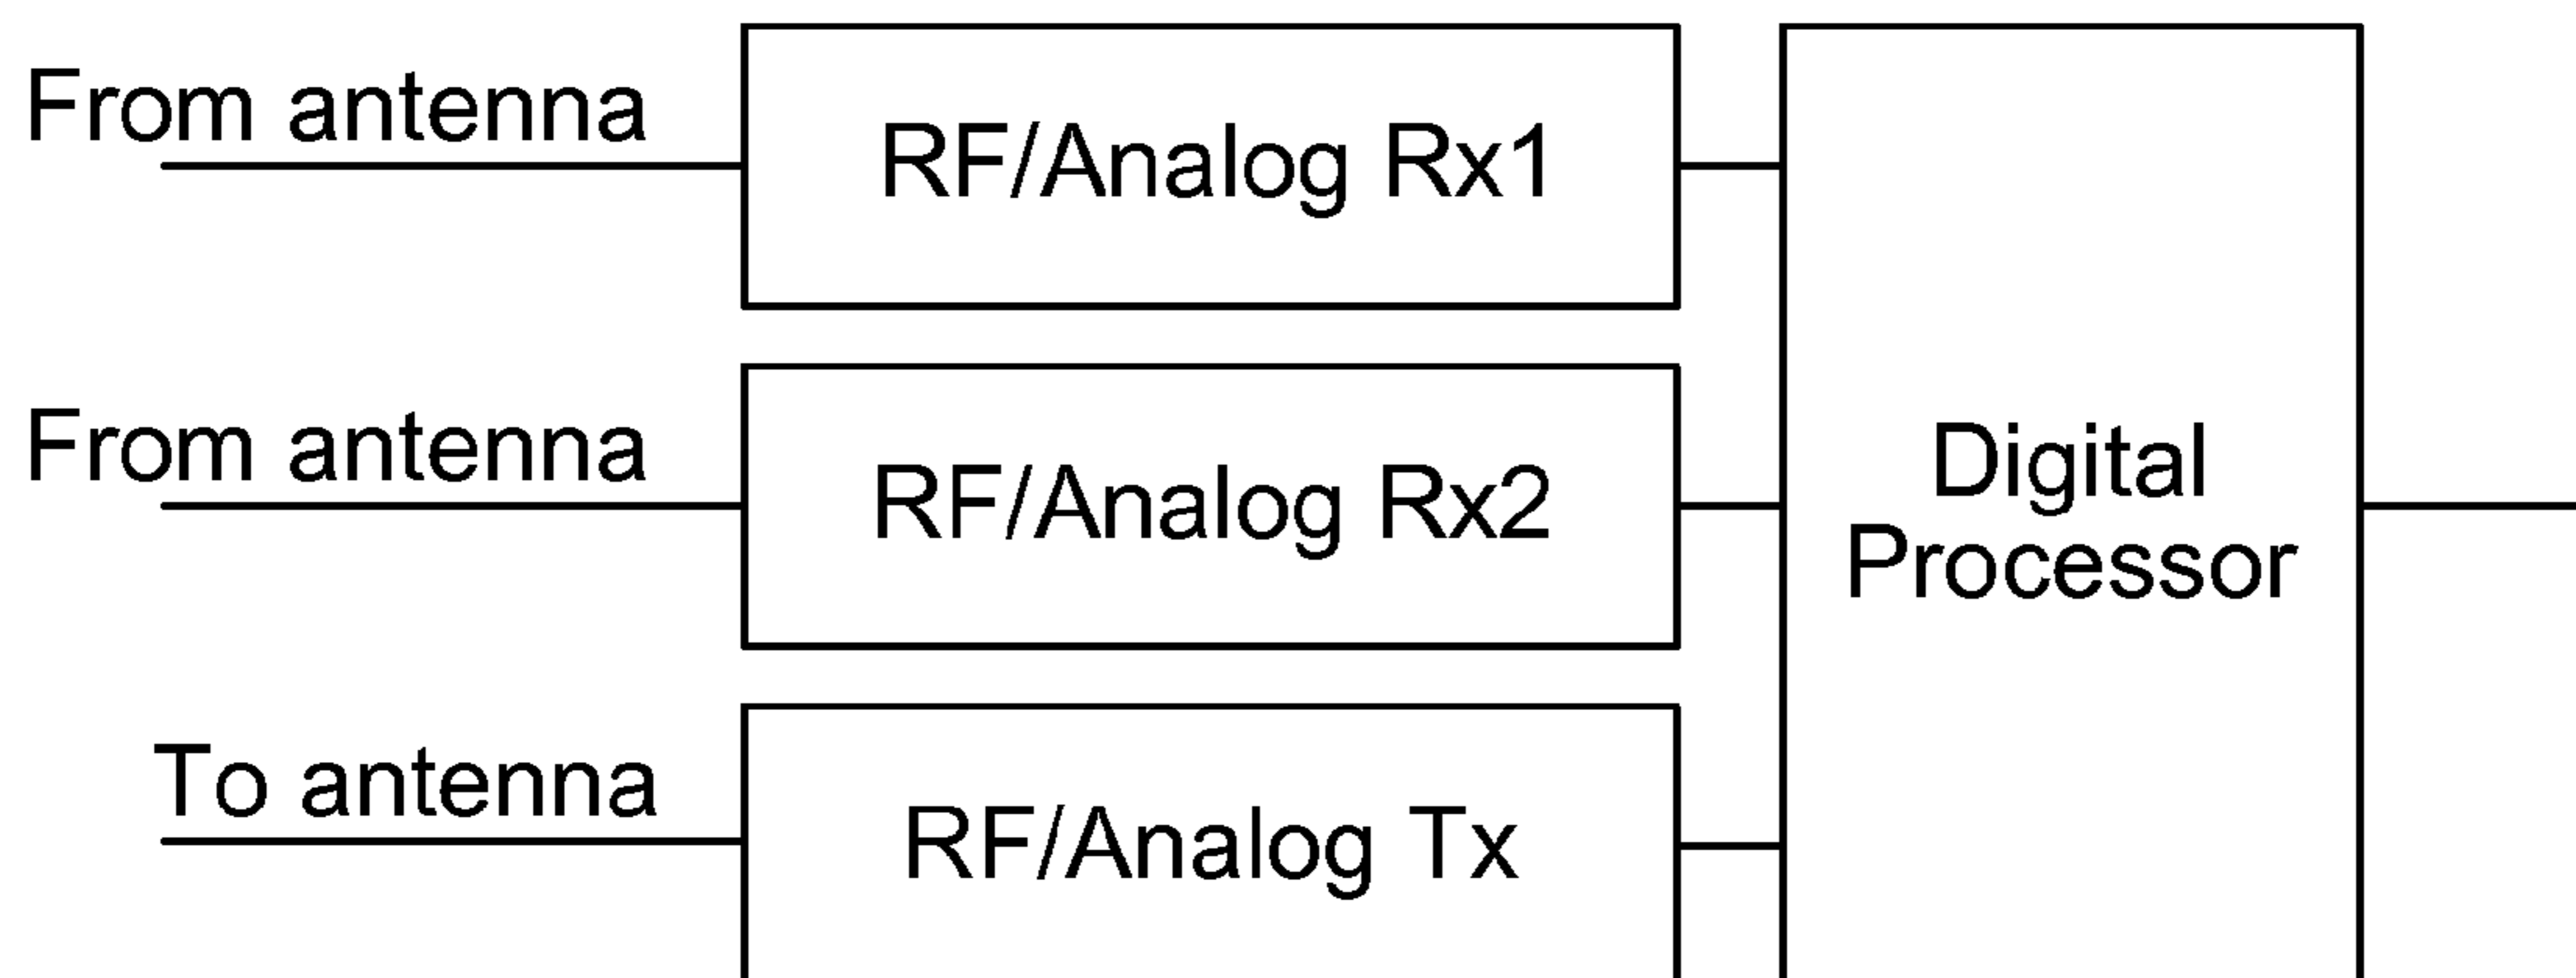 From antenna
RF/Analog Rx1
From antenna
RF/Analog Rx2
Digital
Processor
To antenna
RF/Analog Tx